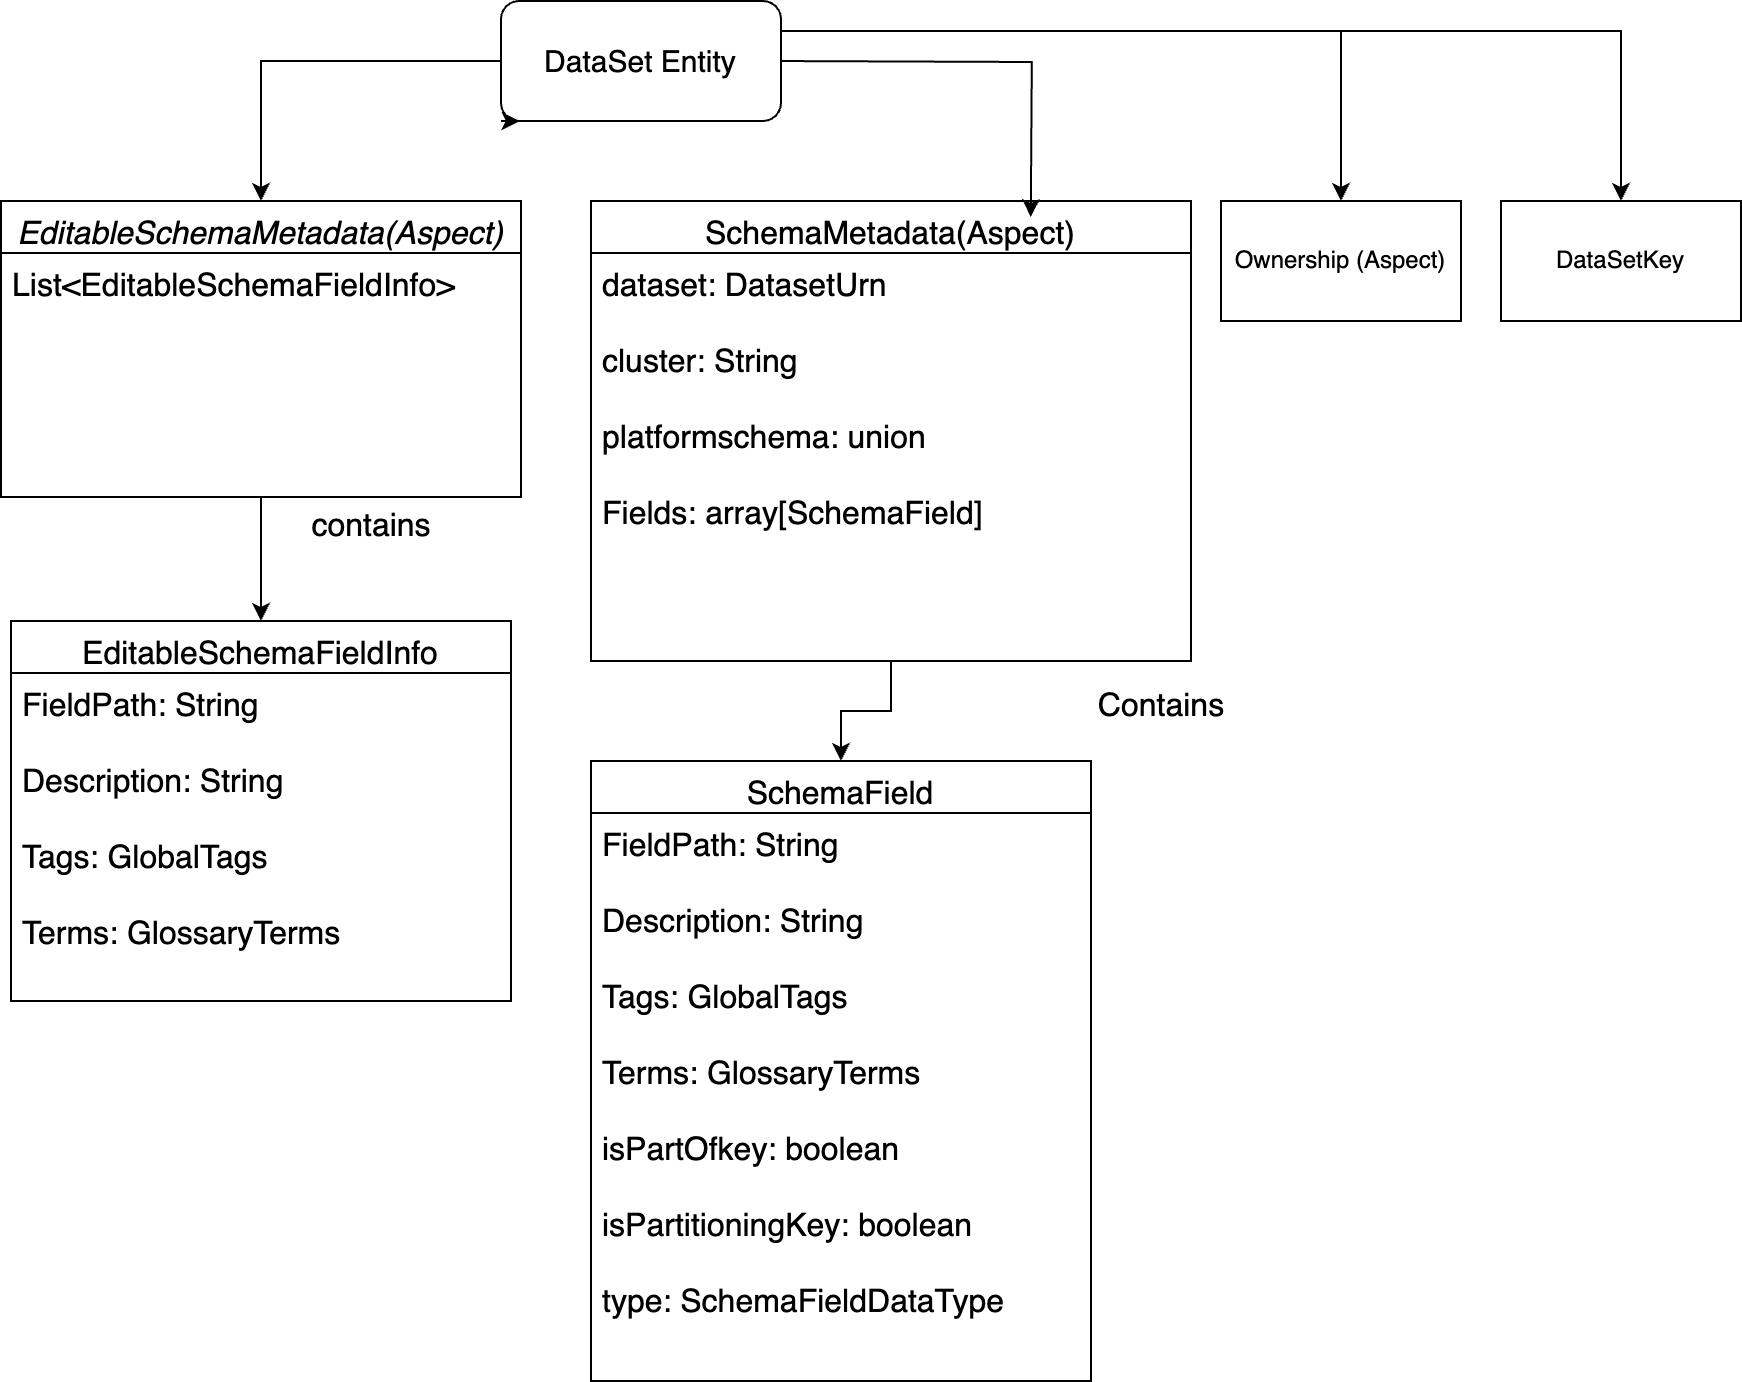 DataSet Entity
EditableSchemaMetadata(Aspect)
List<EditableSchemaFieldInfo>
contains
EditableSchemaFieldInfo
FieldPath: String
Description: String
Tags: GlobalTags
Terms: GlossaryTerms
SchemaMetadata(Aspect)
dataset: DatasetUrn
cluster: String
platformschema: union
Fields: array[SchemaField]
Contains
SchemaField
FieldPath: String
Description: String
Tags: GlobalTags
Terms: GlossaryTerms
isPartOfkey: boolean
isPartitioningKey: boolean
type: SchemaFieldDataType
Ownership (Aspect)
DataSetKey